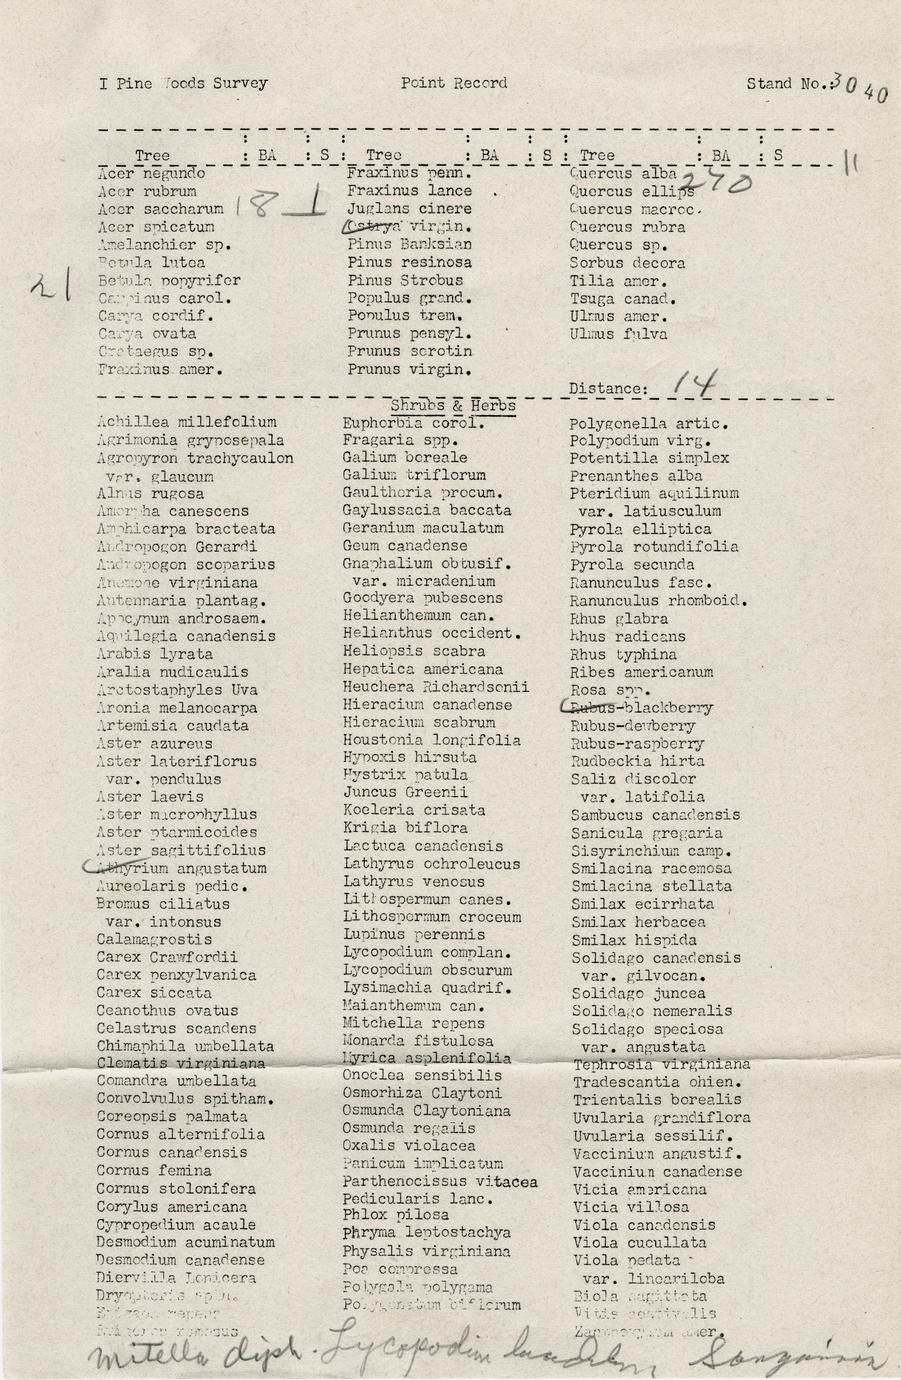 I Pine Woods Survey Point Record Stand No.: 30 40
Tree : BA : S : Tree : BA : S : Tree : BA : S
11
Acer negundo
Acer rubrum
Acer saccharum 18 1
Acer spicatum
Amelanchier sp.
Betula lutea
21
Betula popyrifer
Carpinus carol.
Carya cordif.
Carya ovata
Crataegus sp.
Fraxinus amer.
Fraxinus penn.
Fraxinus lance .
Juglans cinere
Ostrya virgin.
Pinus Banksian
Pinus resinosa
Pinus Strobus
Populus grand.
Populus trem.
Prunus pensyl.
Prunus serotin
Prunus virgin.
Quercus alba 270
Quercus ellips
Quercus macroc.
Quercus rubra
Quercus sp.
Sorbus decora
Tilia amer.
Tsuga canad.
Ulmus amer.
Ulmus fulva
Distance: 14
Shrubs & Herbs
Achillea millefolium
Agrimonia gryposepala
Agropyron trachycaulon
var. glaucum
Alnus rugosa
Amorpha canescens
Amphicarpa bracteata
Andropogon Gerardi
Andropogon scoparius
Anemone virginiana
Antennaria plantag.
Apocynum androsaem.
Aquilegia canadensis
Arabis lyrata
Aralia nudicaulis
Arctostaphyles Uva
Aronia melanocarpa
Artemisia caudata
Aster azureus
Aster lateriflorus
var. pendulus
Aster laevis
Aster microphyllus
Aster ptarmicoides
Aster sagittifolius
Athyrium angustatum
Aureolaris pedic.
Bromus ciliatus
var. intonsus
Calamagrostis
Carex Crawfordii
Carex penxylvanica
Carex siccata
Ceanothus ovatus
Celastrus scandens
Chimaphila umbellata
Clematis virginiana
Comandra umbellata
Convolvulus spitham.
Coreopsis palmata
Cornus alternifolia
Cornus canadensis
Cornus femina
Cornus stolonifera
Corylus americana
Cypropedium acaule
Desmodium acuminatum
Desmodium canadense
Diervilla Lonicera
Dryopteris spin.
Euphorbia corol.
Fragaria spp.
Galium boreale
Galium triflorum
Gaultheria procum.
Gaylussacia baccata
Geranium maculatum
Geum canadense
Gnaphalium obtusif.
var. micradenium
Goodyera pubescens
Helianthemum can.
Helianthus occident.
Heliopsis scabra
Hepatica americana
Heuchera Richardsonii
Hieracium canadense
Hieracium scabrum
Houstonia longifolia
Hypoxis hirsuta
Hystrix patula
Juncus Greenii
Koeleria crisata
Krigia biflora
Lactuca canadensis
Lathyrus ochroleucus
Lathyrus venosus
Lithospermum canes.
Lithospermum croceum
Lupinus perennis
Lycopodium complan.
Lycopodium obscurum
Lysimachia quadrif.
Maianthemum can.
Mitchella repens
Monarda fistulosa
Myrica asplenifolia
Onoclea sensibilis
Osmorhiza Claytoni
Osmunda Claytoniana
Osmunda regalis
Oxalis violacea
Panicum implicatum
Parthenocissus vitacea
Pedicularis lanc.
Phlox pilosa
Phryma leptostachya
Physalis virginiana
Poa compressa
Polygala polygama
Polygonatum biflorum
Polygonella artic.
Polypodium virg.
Potentilla simplex
Prenanthes alba
Pteridium aquilinum
var. latiusculum
Pyrola elliptica
Pyrola rotundifolia
Pyrola secunda
Ranunculus fasc.
Ranunculus rhomboid.
Rhus glabra
Rhus radicans
Rhus typhina
Ribes americanum
Rosa spp.
Rubus-blackberry
Rubus-dewberry
Rubus-raspberry
Rudbeckia hirta
Saliz discolor
var. latifolia
Sambucus canadensis
Sanicula gregaria
Sisyrinchium camp.
Smilacina racemosa
Smilacina stellata
Smilax ecirrhata
Smilax herbacea
Smilax hispida
Solidago canadensis
var. gilvocan.
Solidago juncea
Solidago nemeralis
Solidago speciosa
var. angustata
Tephrosia virginiana
Tradescantia ohien.
Trientalis borealis
Uvularia grandiflora
Uvularia sessilif.
Vaccinium angustif.
Vaccinium canadense
Vicia americana
Vicia villosa
Viola canadensis
Viola cucullata
Viola pedata
var. lineariloba
Biola sagittata
Vitis aestivalis
Zanthoxylum amer.
Mitella diph. Lycopodium